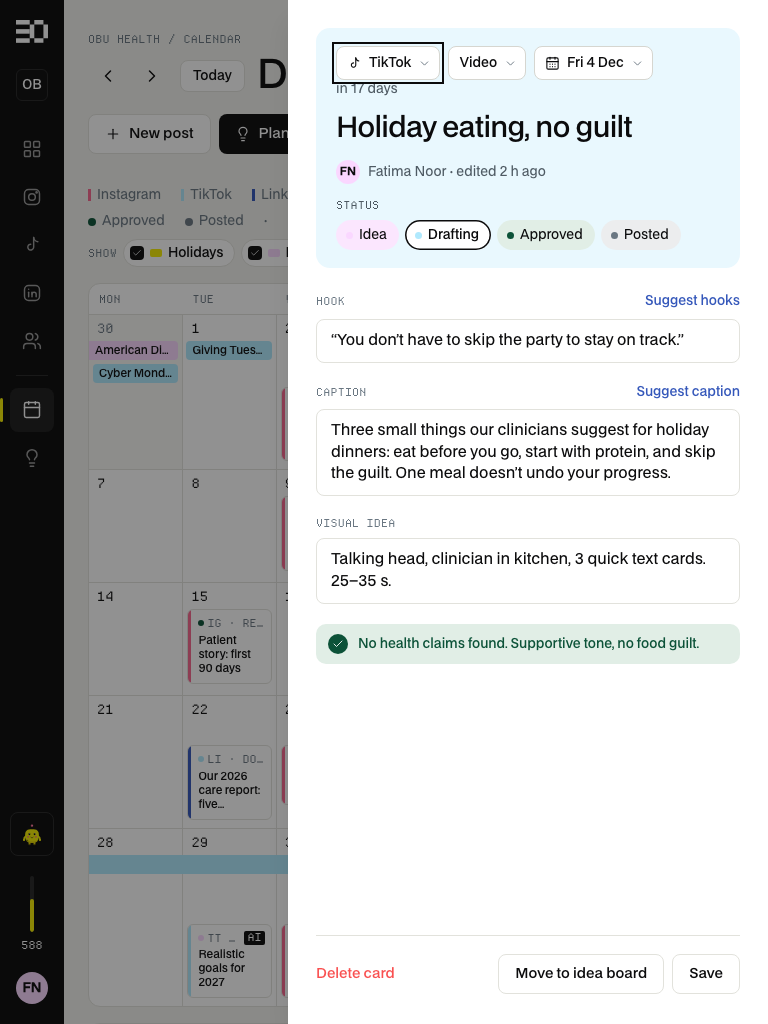 OBU HEALTH / CALENDAR
OB
Today
D
New post
Plan
Instagram
TikTok
Link
Approved
Posted
SHOW
Holidays
MON
TUE
30
1
American Di…
Giving Tues…
Cyber Mond…
7
8
14
15
IG · RE…
Patient
story: first
90 days
21
22
LI · DO…
Our 2026
care report:
five…
28
29
TT …
AI
Realistic
goals for
2027
588
FN
TikTok
Video
Fri 4 Dec
in 17 days
Holiday eating, no guilt
FN
Fatima Noor · edited 2 h ago
STATUS
Idea
Drafting
Approved
Posted
HOOK
Suggest hooks
“You don’t have to skip the party to stay on track.”
CAPTION
Suggest caption
Three small things our clinicians suggest for holiday
dinners: eat before you go, start with protein, and skip
the guilt. One meal doesn’t undo your progress.
VISUAL IDEA
Talking head, clinician in kitchen, 3 quick text cards.
25–35 s.
No health claims found. Supportive tone, no food guilt.
Delete card
Move to idea board
Save